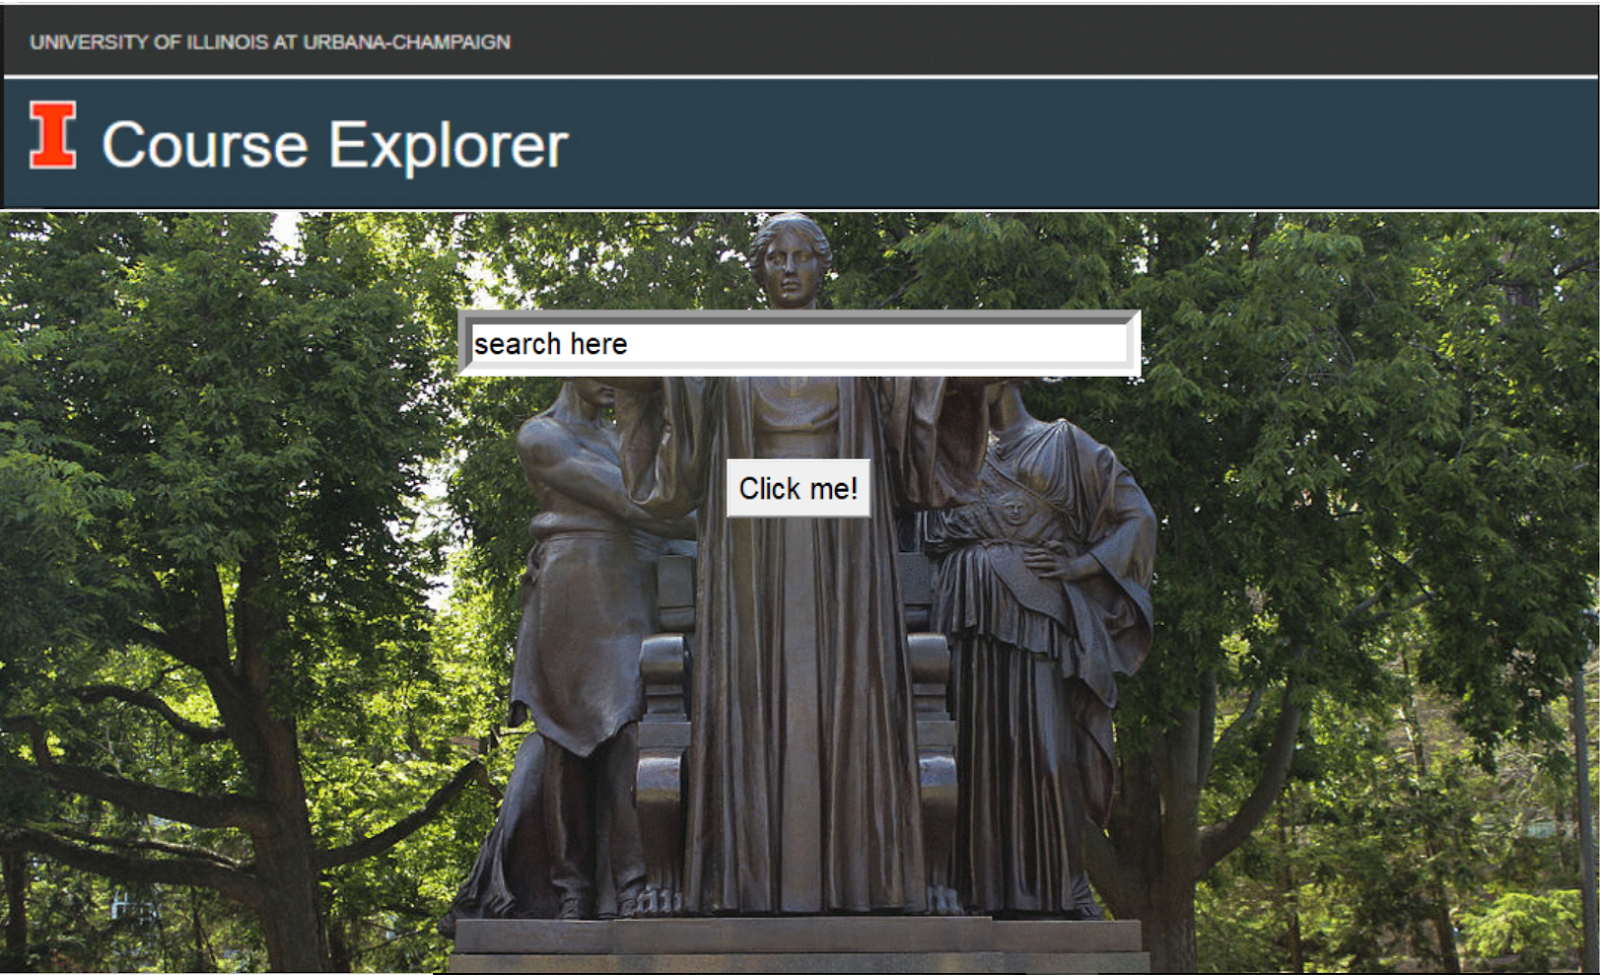 UNIVERSITY OF ILLINOIS AT URBANA-CHAMPAIGN
I Course Explorer
search here
Click me!